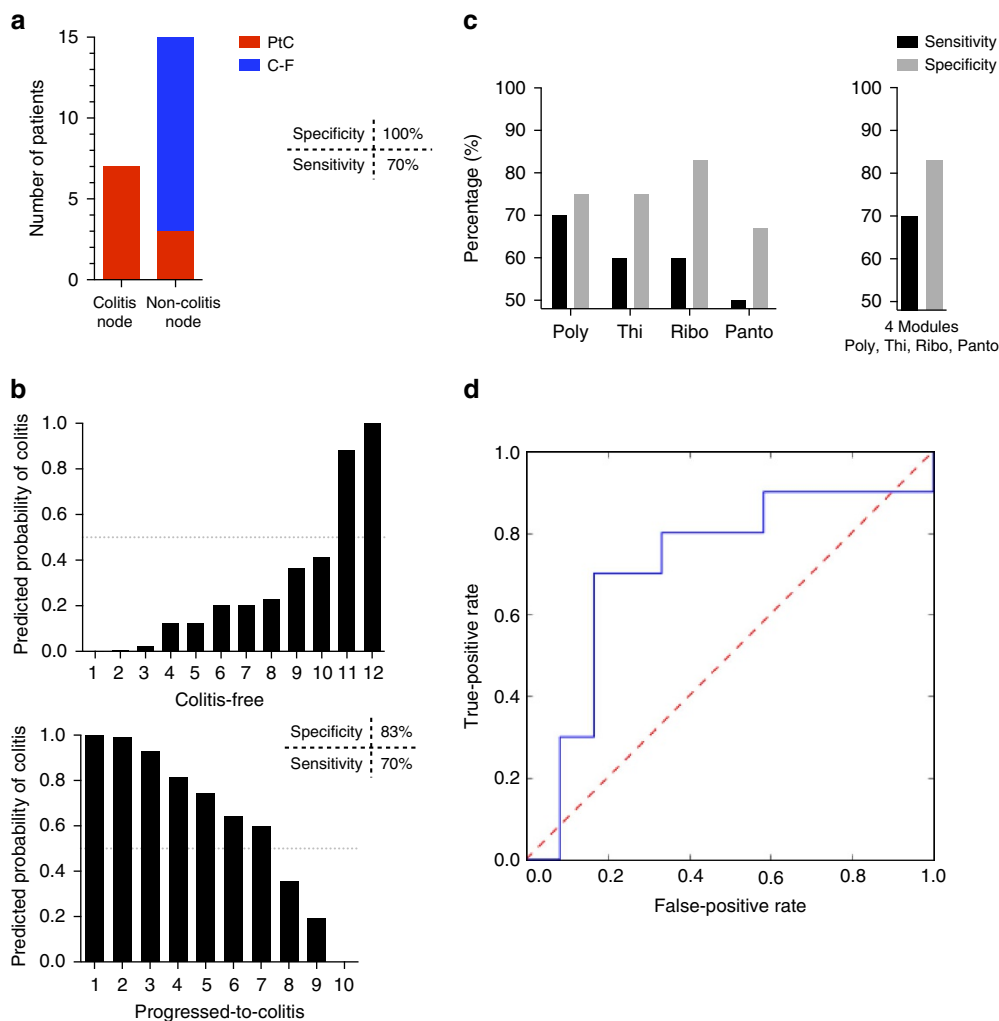 a
15
10
5
0
Number of patients
Colitis node
Non-colitis node
PtC
C-F
Specificity 100%
Sensitivity 70%
c
Sensitivity
Specificity
100
90
80
70
60
50
Percentage (%)
Poly Thi Ribo Panto
100
90
80
70
60
50
4 Modules
Poly, Thi, Ribo, Panto
b
1.0
0.8
0.6
0.4
0.2
0.0
Predicted probability of colitis
1 2 3 4 5 6 7 8 9 10 11 12
Colitis-free
Specificity 83%
Sensitivity 70%
1.0
0.8
0.6
0.4
0.2
0.0
Predicted probability of colitis
1 2 3 4 5 6 7 8 9 10
Progressed-to-colitis
d
1.0
0.8
0.6
0.4
0.2
0.0
True-positive rate
0.0 0.2 0.4 0.6 0.8 1.0
False-positive rate